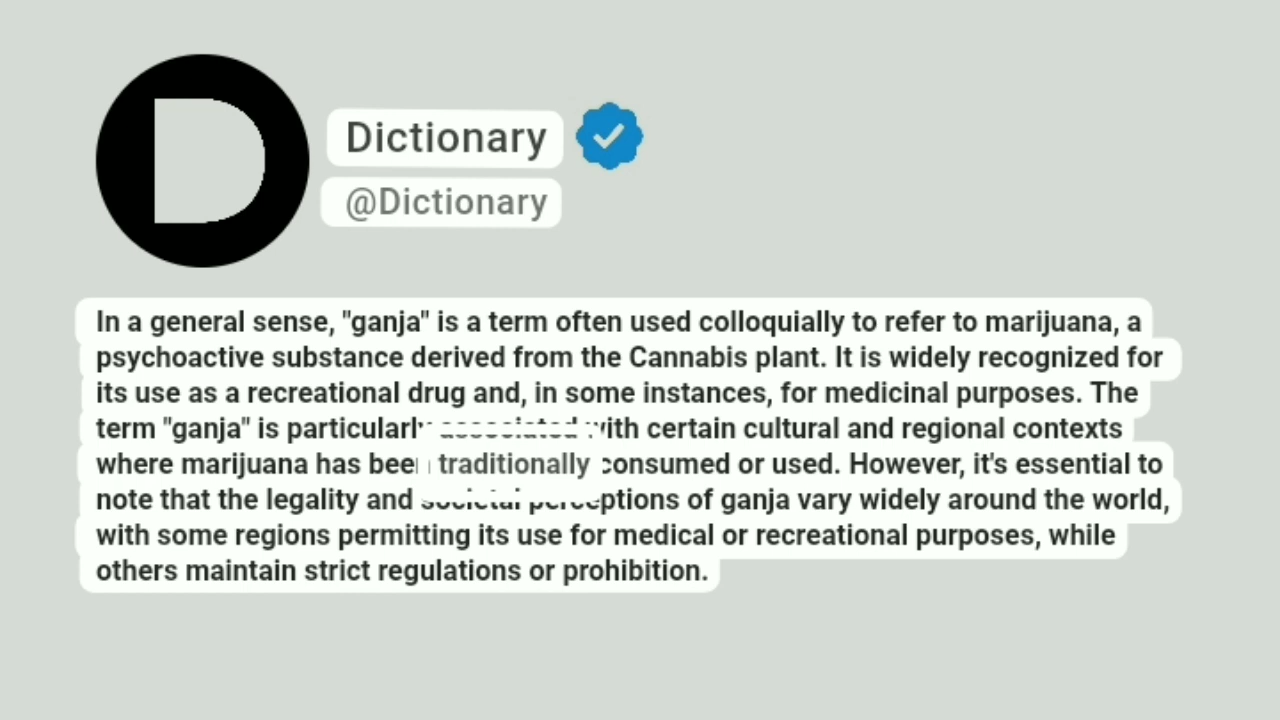 D
Dictionary
@Dictionary
In a general sense, "ganja" is a term often used colloquially to refer to marijuana, a
psychoactive substance derived from the Cannabis plant. It is widely recognized for
its use as a recreational drug and, in some instances, for medicinal purposes. The
term "ganja" is particularly associated with certain cultural and regional contexts
where marijuana has been traditionally consumed or used. However, it's essential to
note that the legality and societal perceptions of ganja vary widely around the world,
with some regions permitting its use for medical or recreational purposes, while
others maintain strict regulations or prohibition.